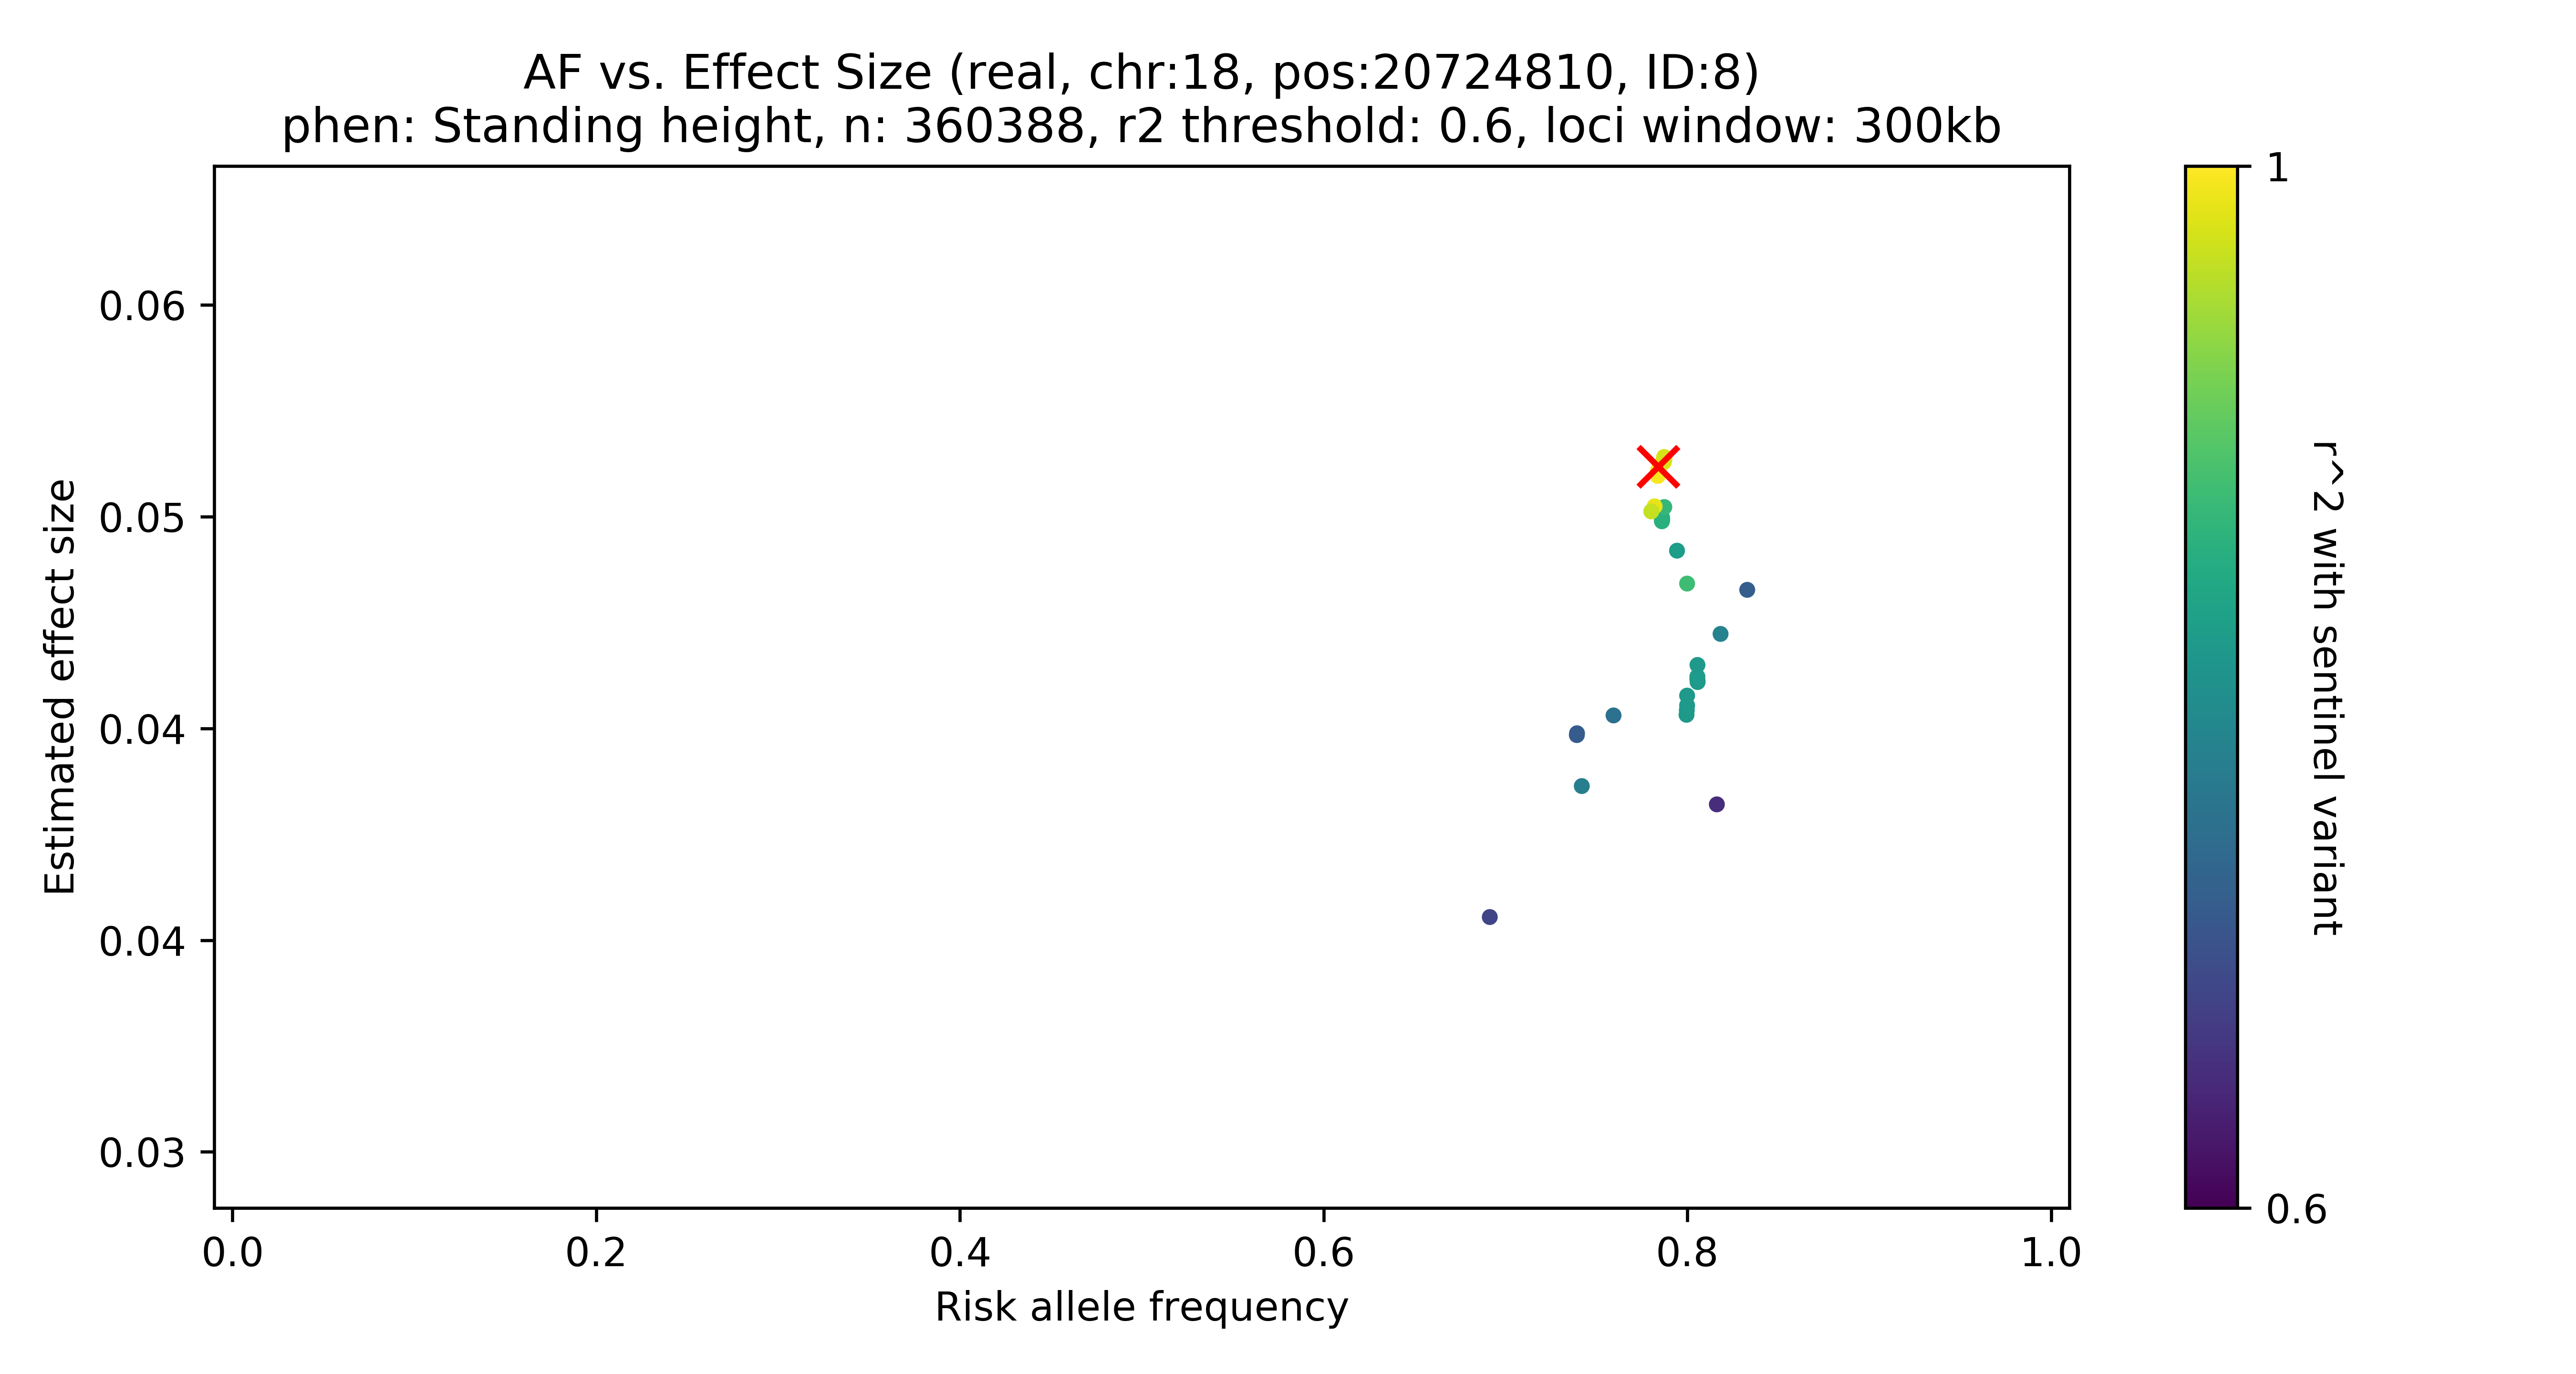 AF vs. Effect Size (real, chr:18, pos:20724810, ID:8)
phen: Standing height, n: 360388, r2 threshold: 0.6, loci window: 300kb
Estimated effect size
0.06
0.05
0.04
0.04
0.03
0.0
0.2
0.4
0.6
0.8
1.0
Risk allele frequency
1
0.6
r^2 with sentinel variant